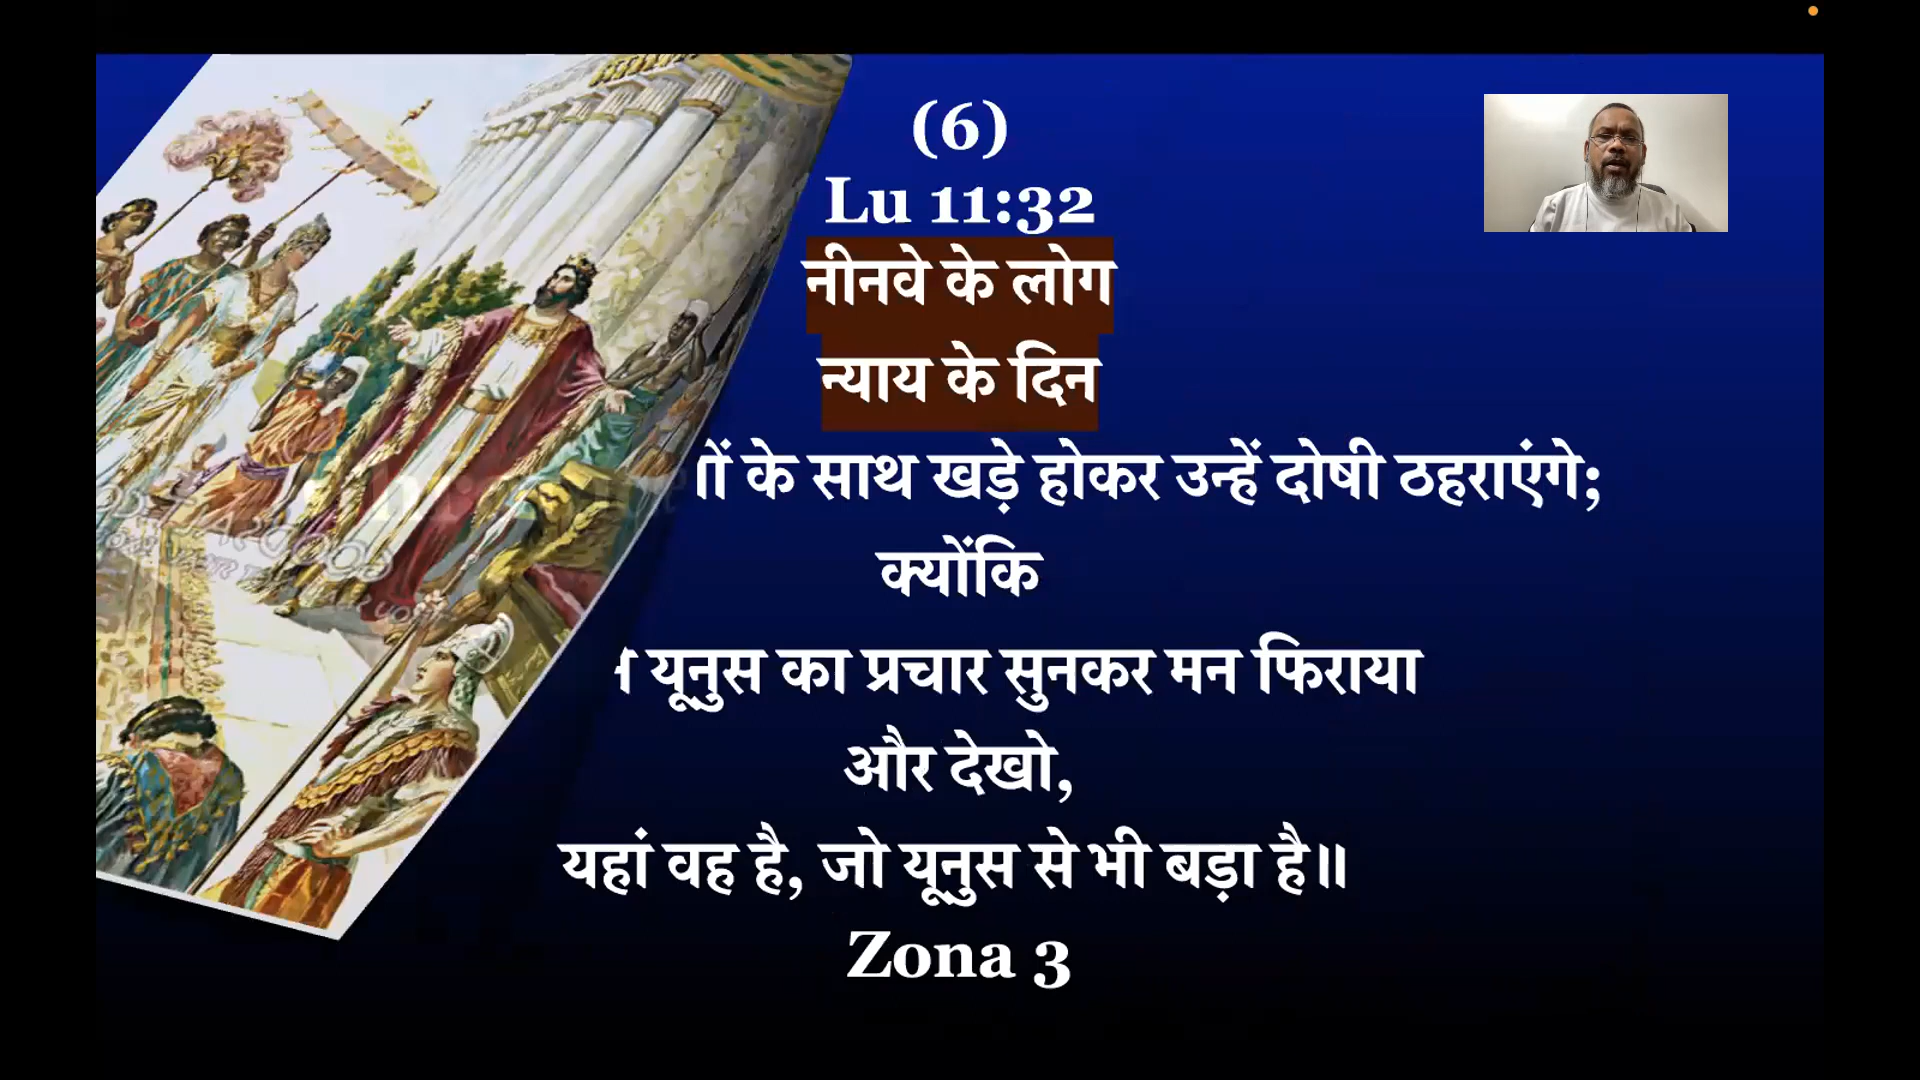 (6)
Lu 11:32
नीनवे के लोग
न्याय के दिन
के साथ खड़े होकर उन्हें दोषी ठहराएंगे;
क्योंकि
यूनुस का प्रचार सुनकर मन फिराया
और देखो,
यहां वह है, जो यूनुस से भी बड़ा है॥
Zona 3